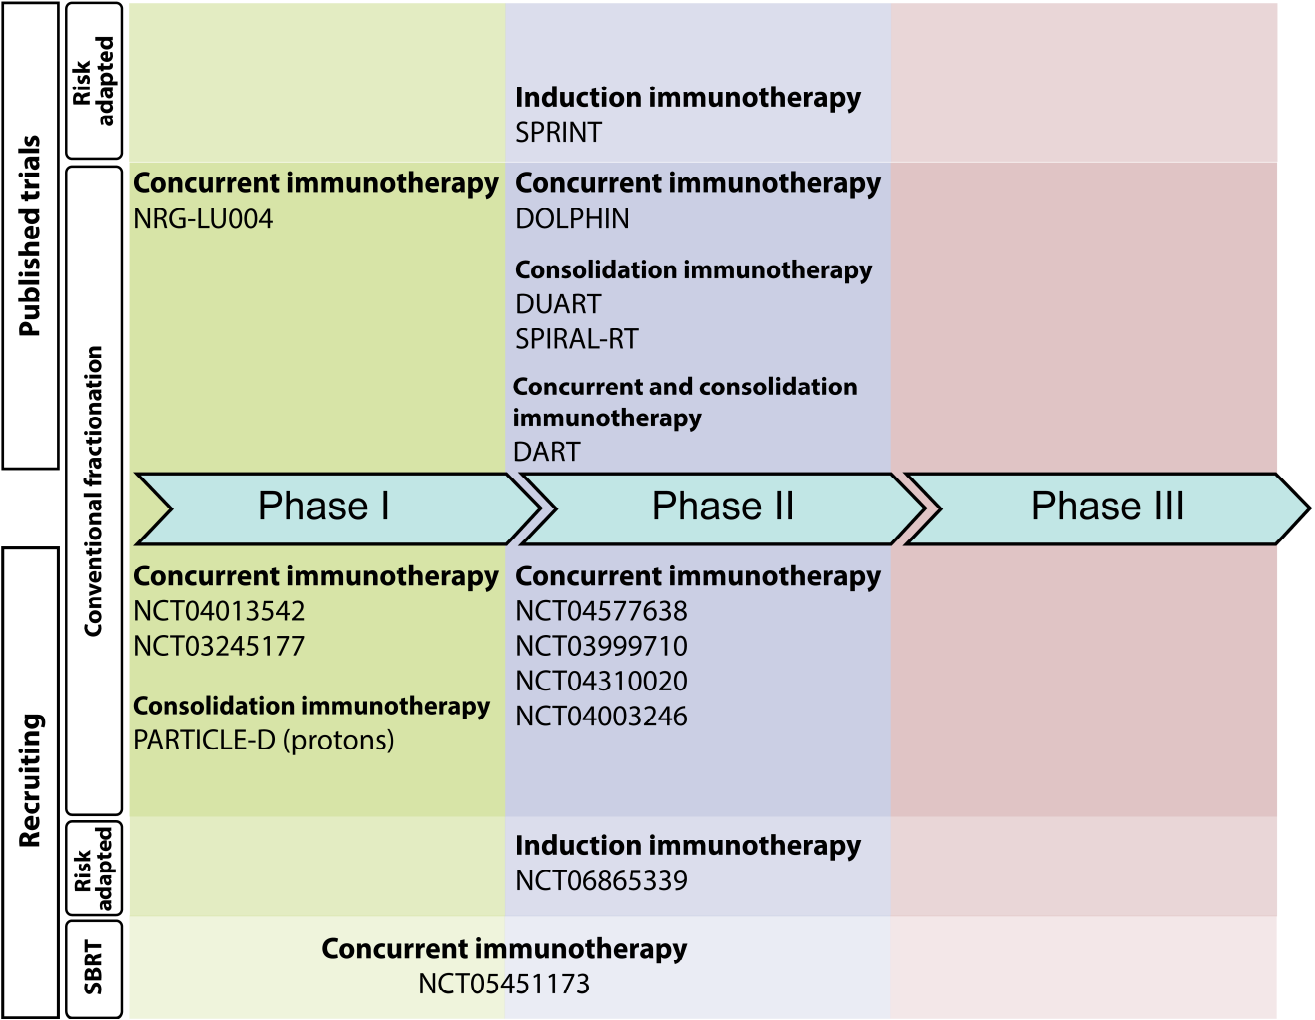 Published trials
Risk
adapted
Induction immunotherapy
SPRINT
Conventional fractionation
Concurrent immunotherapy
NRG-LU004
Concurrent immunotherapy
DOLPHIN
Consolidation immunotherapy
DUART
SPIRAL-RT
Concurrent and consolidation
immunotherapy
DART
Phase I
Phase II
Phase III
Recruiting
Concurrent immunotherapy
NCT04013542
NCT03245177
Consolidation immunotherapy
PARTICLE-D (protons)
Concurrent immunotherapy
NCT04577638
NCT03999710
NCT04310020
NCT04003246
Risk
adapted
Induction immunotherapy
NCT06865339
SBRT
Concurrent immunotherapy
NCT05451173